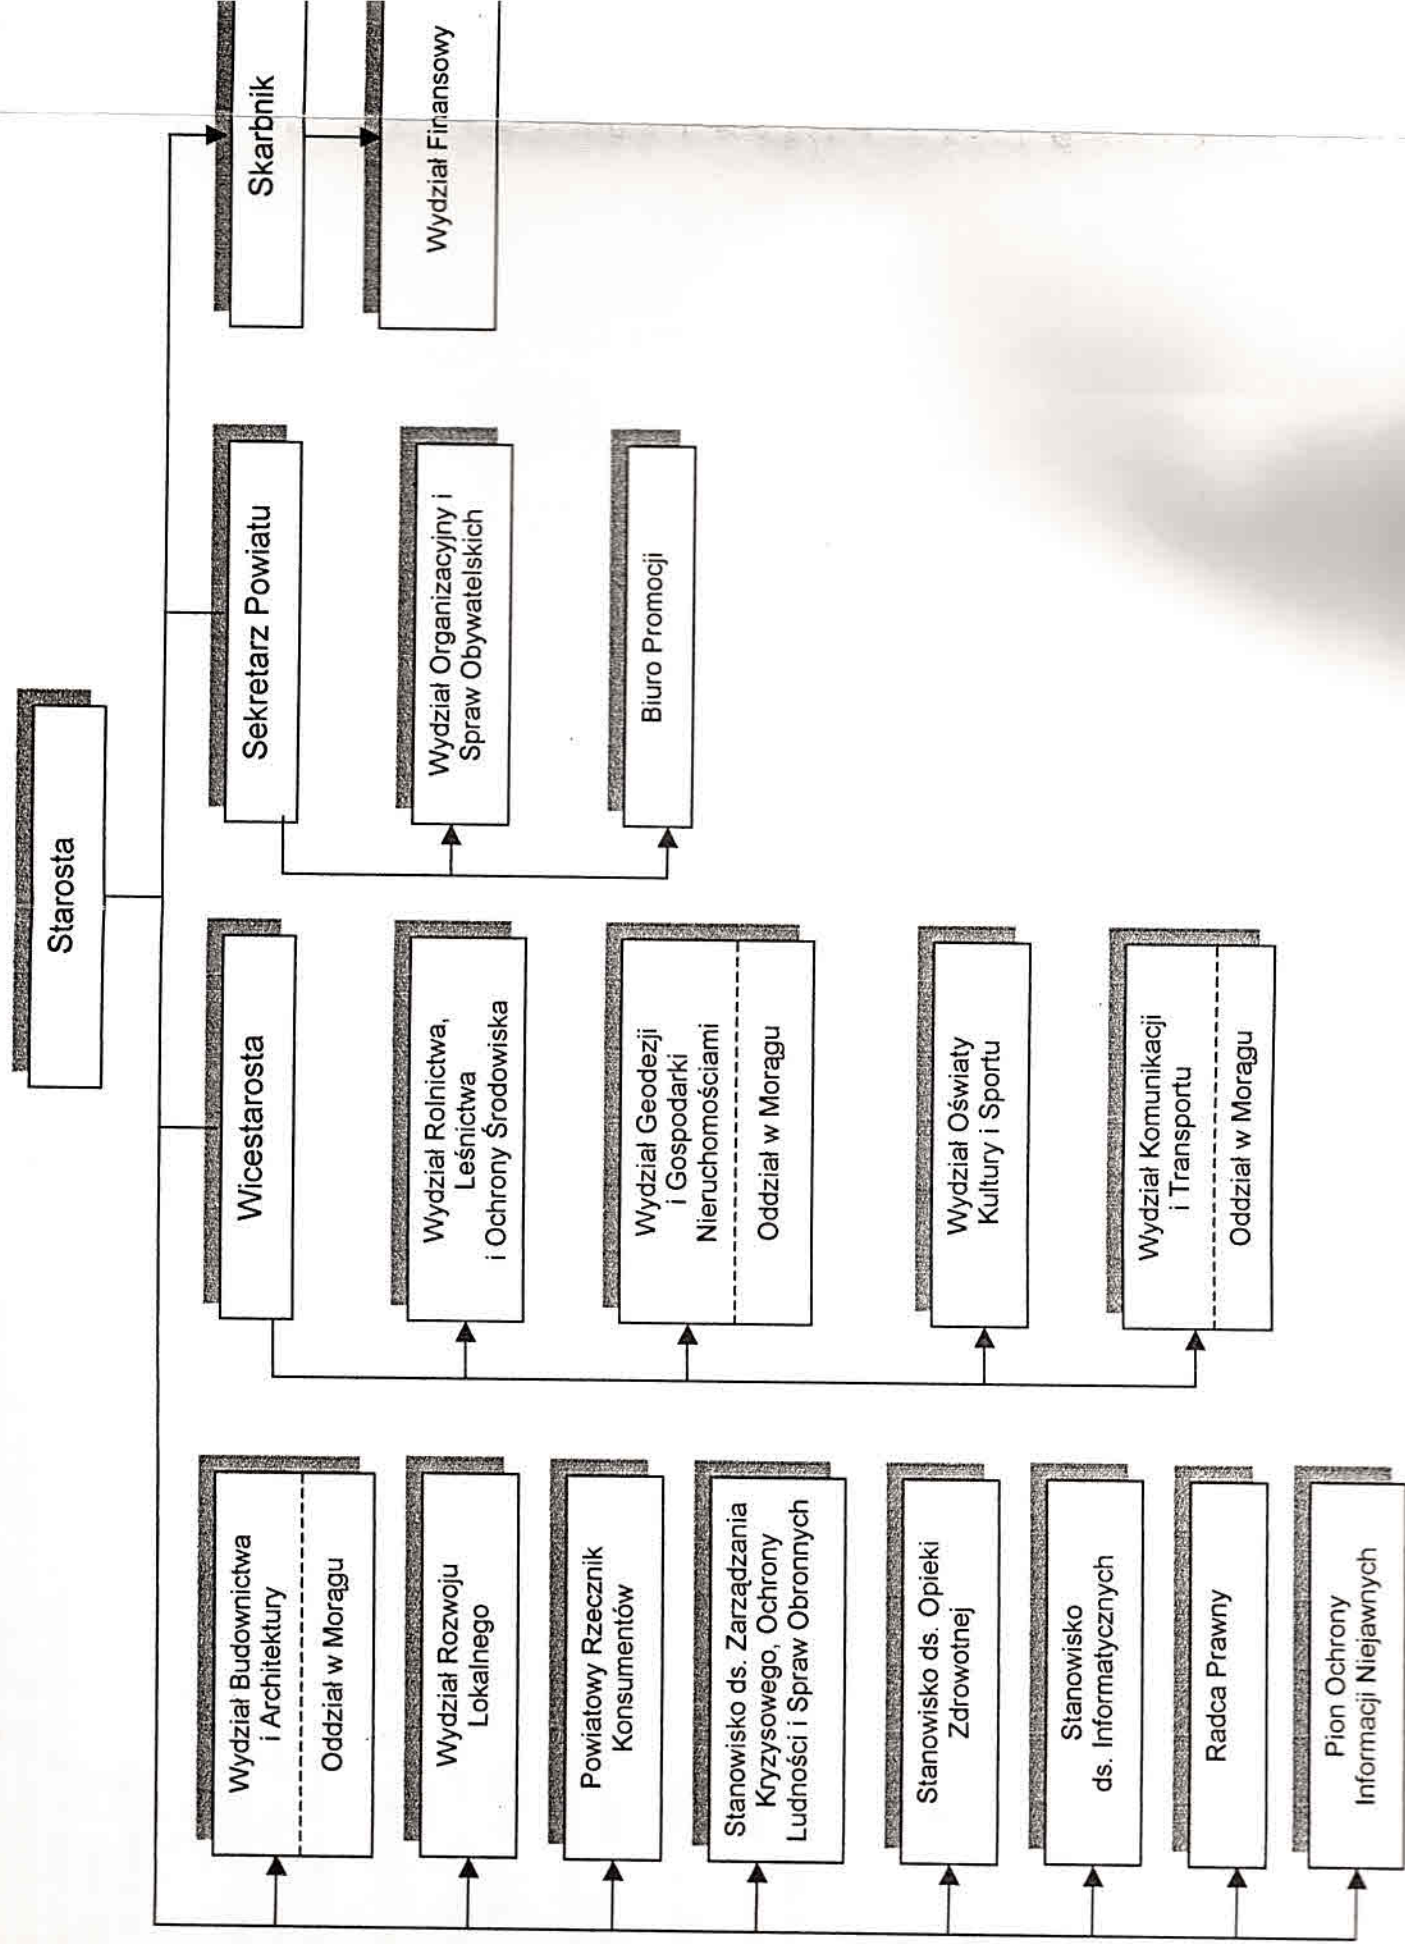 Starosta
Wydział Budownictwa
i Architektury
Oddział w Morągu
Wydział Rozwoju
Lokalnego
Powiatowy Rzecznik
Konsumentów
Stanowisko ds. Zarządzania
Kryzysowego, Ochrony
Ludności i Spraw Obronnych
Stanowisko ds. Opieki
Zdrowotnej
Stanowisko
ds. Informatycznych
Radca Prawny
Pion Ochrony
Informacji Niejawnych
Wicestarosta
Wydział Rolnictwa,
Leśnictwa
i Ochrony Środowiska
Wydział Geodezji
i Gospodarki
Nieruchomościami
Oddział w Morągu
Wydział Oświaty
Kultury i Sportu
Wydział Komunikacji
i Transportu
Oddział w Morągu
Sekretarz Powiatu
Wydział Organizacyjny i
Spraw Obywatelskich
Biuro Promocji
Skarbnik
Wydział Finansowy